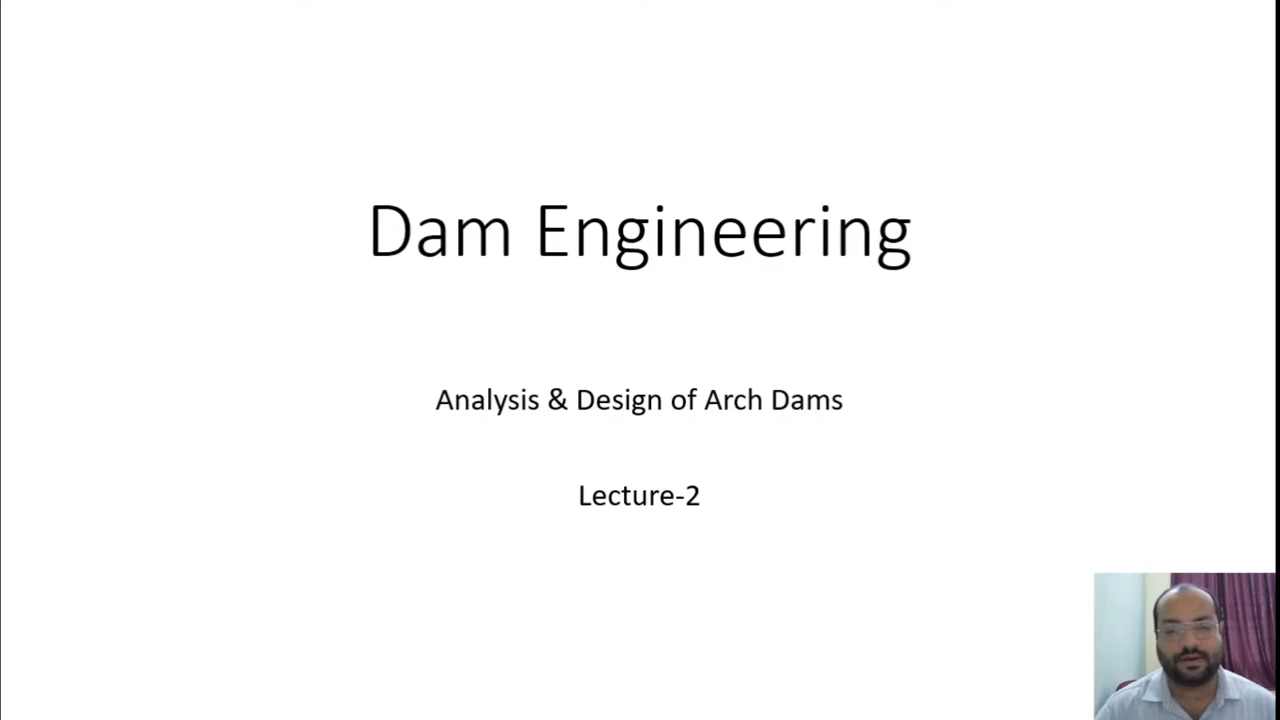 Dam Engineering
Analysis & Design of Arch Dams
Lecture-2